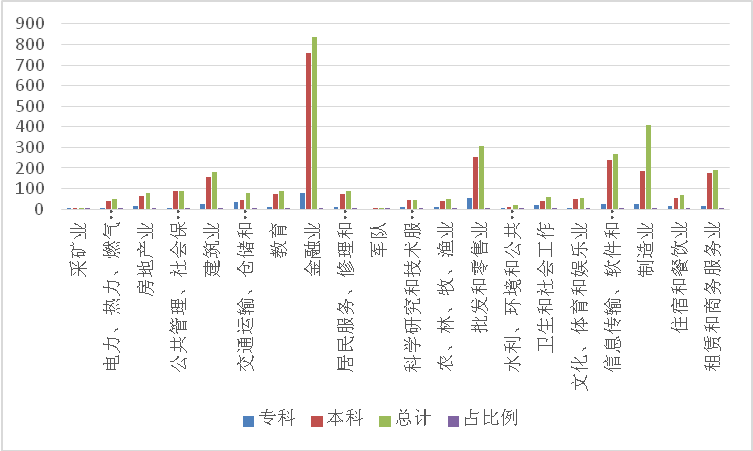 900
800
700
600
500
400
300
200
100
0
采矿业
电力、热力、燃气…
房地产业
公共管理、社会保…
建筑业
交通运输、仓储和…
教育
金融业
居民服务、修理和…
军队
科学研究和技术服…
农、林、牧、渔业
批发和零售业
水利、环境和公共…
卫生和社会工作
文化、体育和娱乐业
信息传输、软件和…
制造业
住宿和餐饮业
租赁和商务服务业
专科 本科 总计 占比例